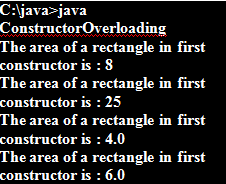 C:\java>java
ConstructorOverloading
The area of a rectangle in first
constructor is : 8
The area of a rectangle in first
constructor is : 25
The area of a rectangle in first
constructor is : 4.0
The area of a rectangle in first
constructor is : 6.0